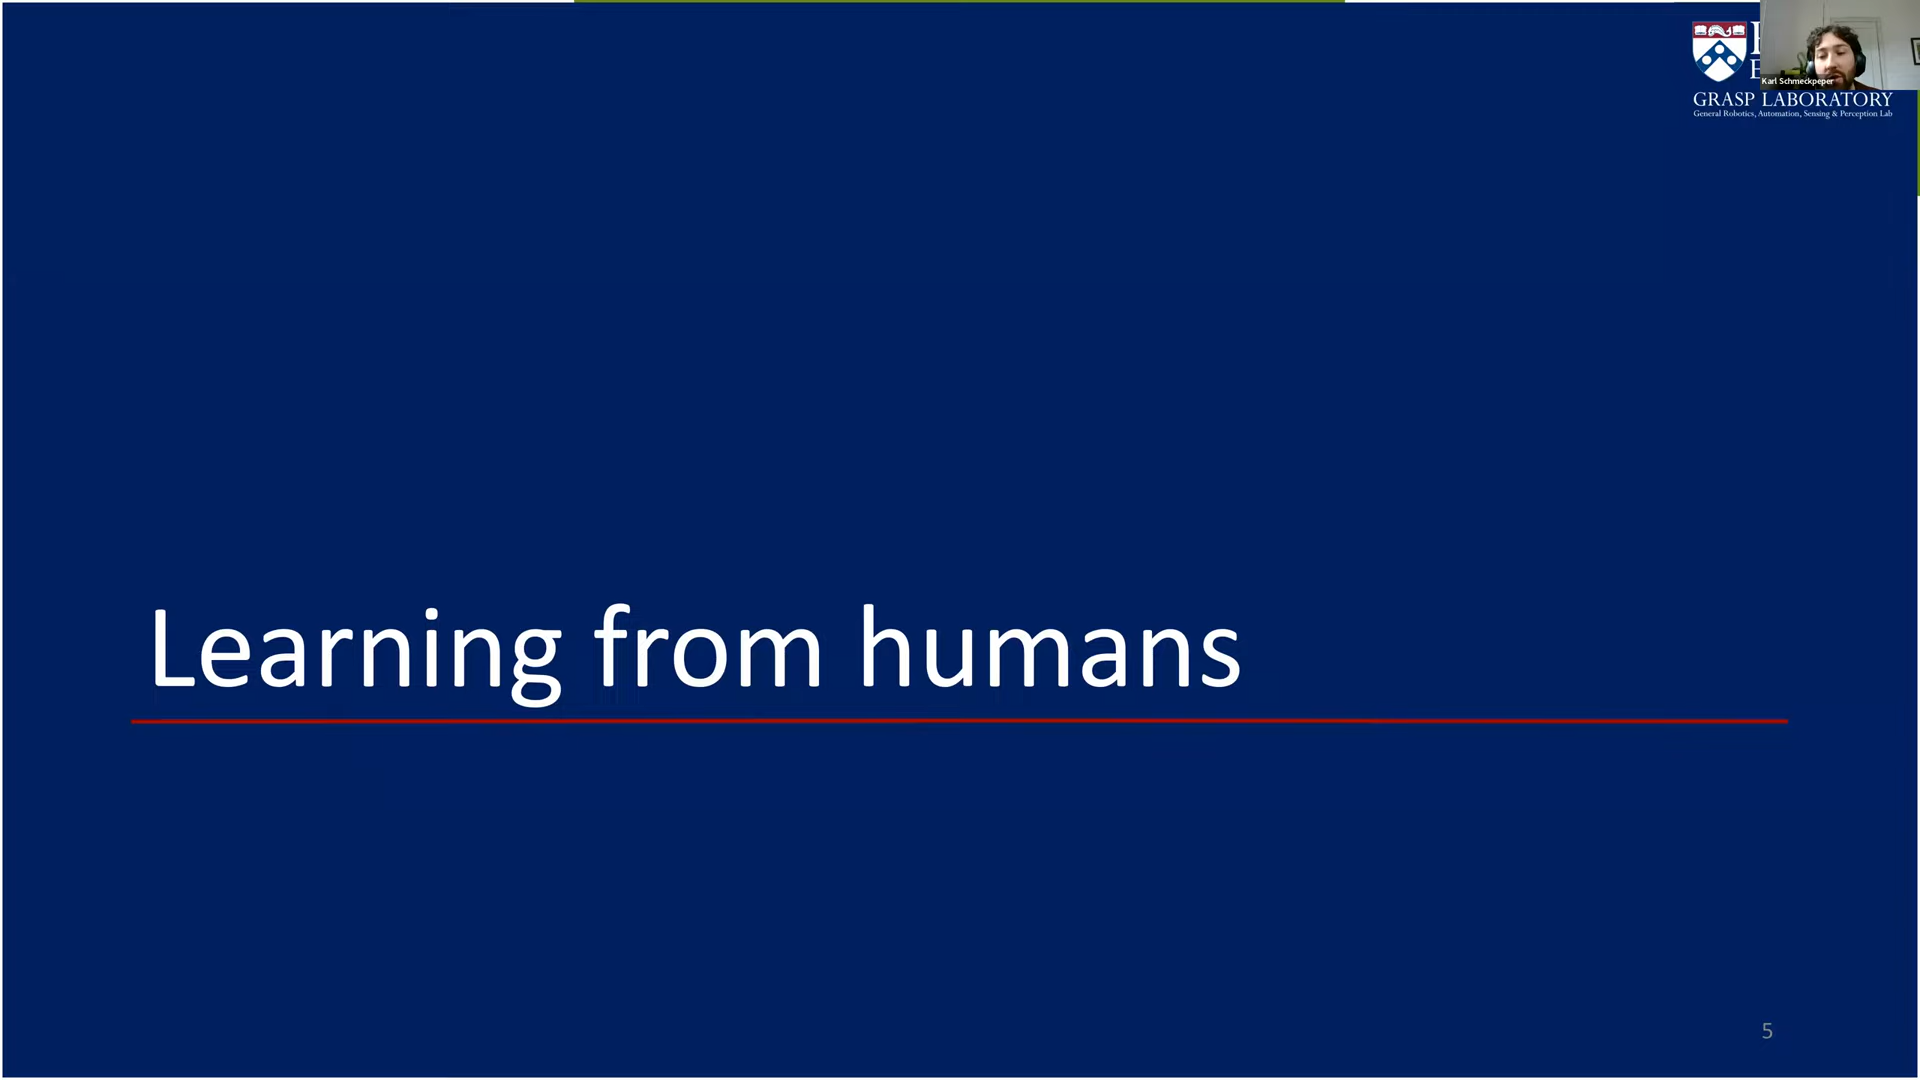 Karl Schmeckpeper
GRASP LABORATORY
General Robotics, Automation, Sensing & Perception Lab
Learning from humans
5